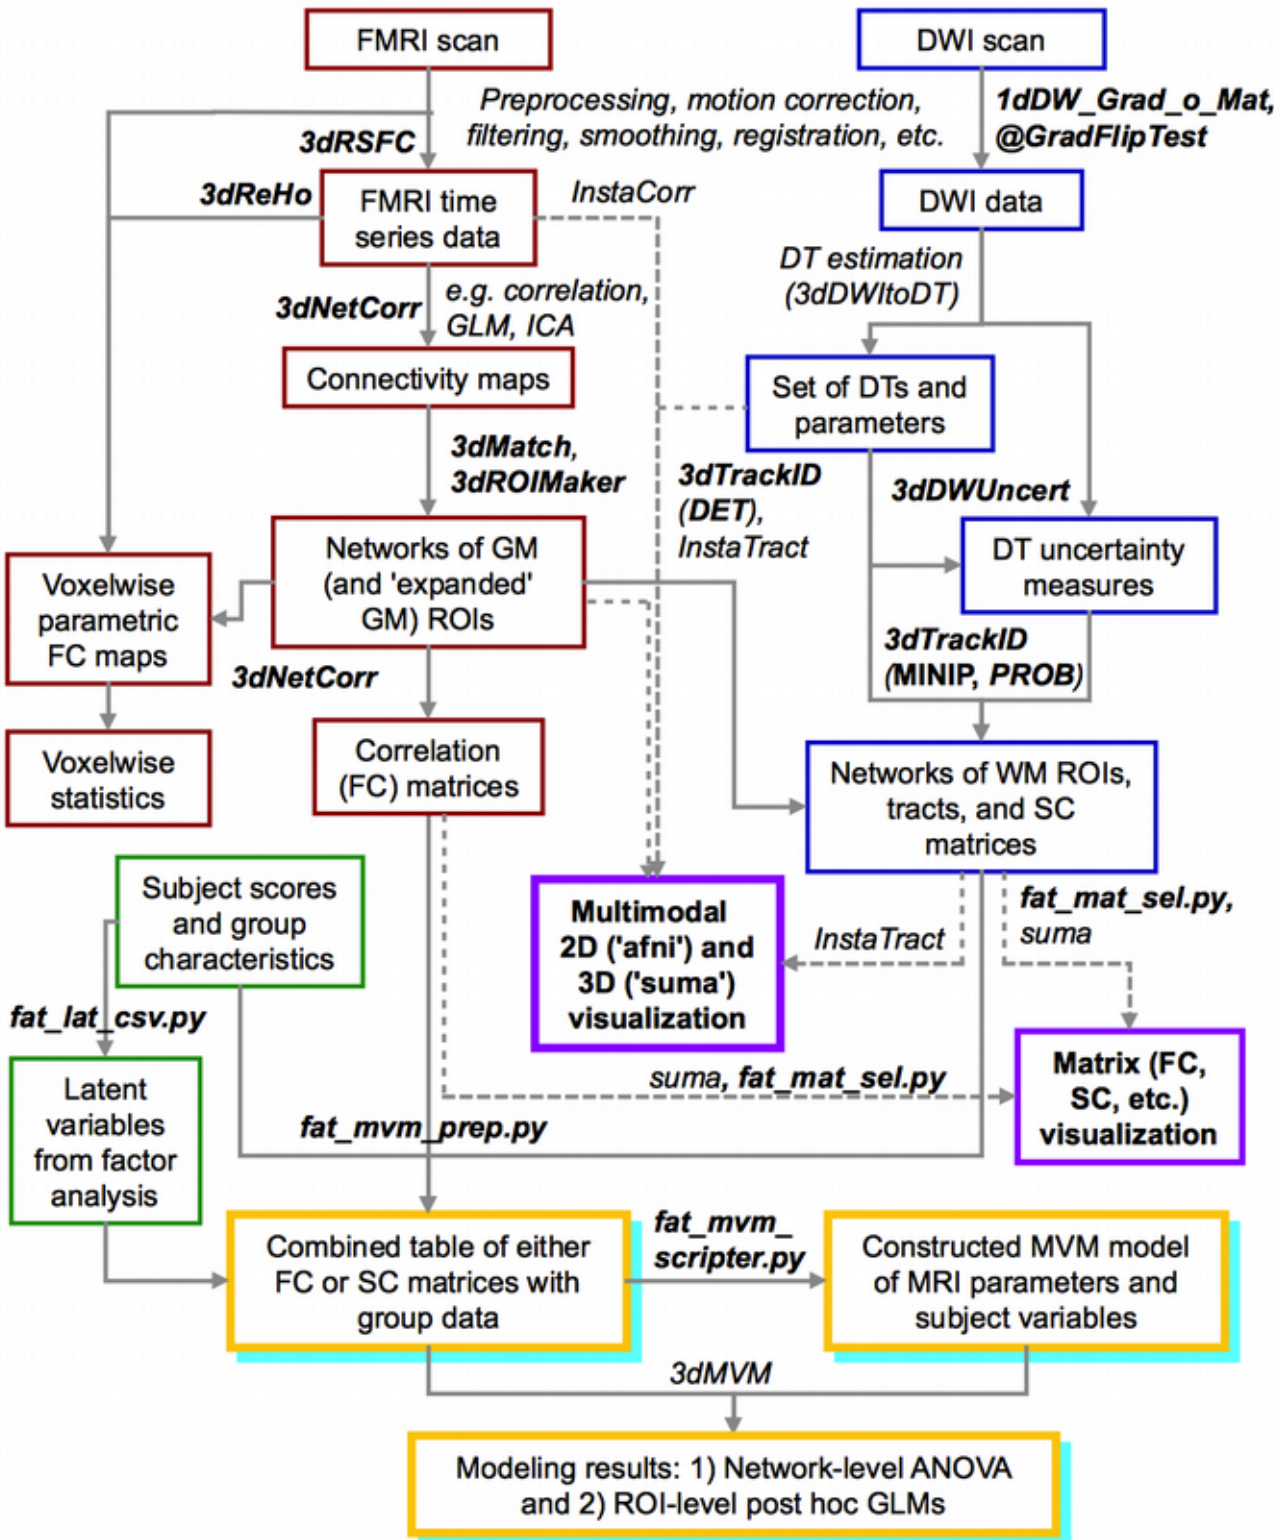 FMRI scan
DWI scan
Preprocessing, motion correction,
filtering, smoothing, registration, etc.
1dDW_Grad_o_Mat,
@GradFlipTest
3dRSFC
3dReHo
FMRI time
series data
InstaCorr
DWI data
DT estimation
(3dDWItoDT)
3dNetCorr
e.g. correlation,
GLM, ICA
Connectivity maps
Set of DTs and
parameters
3dMatch,
3dROIMaker
3dTrackID
(DET),
InstaTract
3dDWUncert
Networks of GM
(and 'expanded'
GM) ROIs
DT uncertainty
measures
Voxelwise
parametric
FC maps
3dTrackID
(MINIP, PROB)
3dNetCorr
Voxelwise
statistics
Correlation
(FC) matrices
Networks of WM ROIs,
tracts, and SC
matrices
Subject scores
and group
characteristics
Multimodal
2D ('afni') and
3D ('suma')
visualization
InstaTract
fat_mat_sel.py,
suma
fat_lat_csv.py
Latent
variables
from factor
analysis
suma, fat_mat_sel.py
Matrix (FC,
SC, etc.)
visualization
fat_mvm_prep.py
Combined table of either
FC or SC matrices with
group data
fat_mvm_
scripter.py
Constructed MVM model
of MRI parameters and
subject variables
3dMVM
Modeling results: 1) Network-level ANOVA
and 2) ROI-level post hoc GLMs